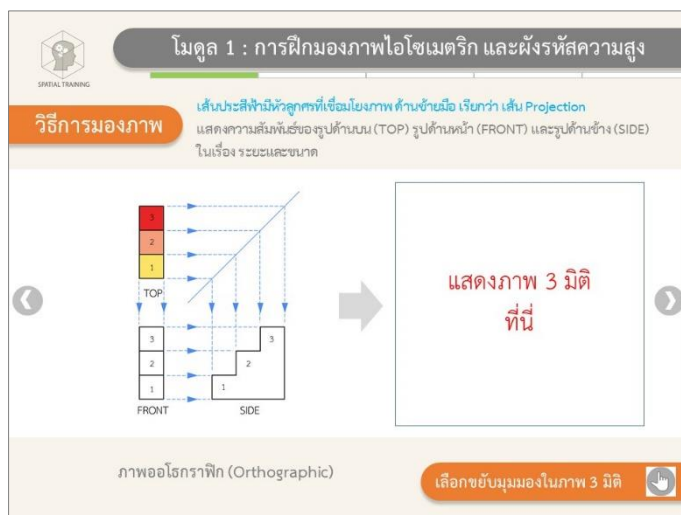 SPATIAL TRAINING
โมดูล 1 : การฝึกมองภาพไอโซเมตริก และผังรหัสความสูง
วิธีการมองภาพ
เส้นประสีฟ้ามีหัวลูกศรที่เชื่อมโยงภาพ ด้านซ้ายมือ เรียกว่า เส้น Projection
แสดงความสัมพันธ์ของรูปด้านบน (TOP) รูปด้านหน้า (FRONT) และรูปด้านข้าง (SIDE)
ในเรื่อง ระยะและขนาด
3
2
1
TOP
3
2
1
FRONT
3
2
1
SIDE
แสดงภาพ 3 มิติ
ที่นี่
ภาพออโธกราฟิก (Orthographic)
เลือกขยับมุมมองในภาพ 3 มิติ